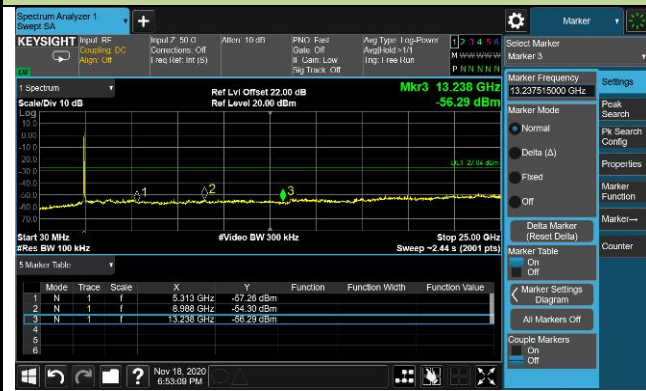 Spectrum Analyzer 1
Swept SA
KEYSIGHT
Input: RF
Coupling: DC
Align: Off
Input Z: 50 Ω
Corrections: Off
Freq Ref: Int (S)
Atten: 10 dB
PNO: Fast
Gate: Off
IF Gain: Low
Sig Track: Off
Avg Type: Log-Power
Avg|Hold: >1/1
Trig: Free Run
1 2 3 4 5 6
M W W W W W
P N N N N N
1 Spectrum
Scale/Div 10 dB
Ref Lvl Offset 22.00 dB
Ref Level 20.00 dBm
Mkr3 13.238 GHz
-56.29 dBm
Log
10.0
0.00
-10.0
-20.0
-30.0
-40.0
-50.0
-60.0
-70.0
1
2
3
Start 30 MHz
#Res BW 100 kHz
#Video BW 300 kHz
Stop 25.00 GHz
Sweep ~2.44 s (2001 pts)
5 Marker Table
Mode Trace Scale X Y Function Function Width Function Value
1 N 1 f 5.313 GHz -57.26 dBm
2 N 1 f 8.988 GHz -54.30 dBm
3 N 1 f 13.238 GHz -56.29 dBm
4
5
6
?
Nov 18, 2020
6:53:09 PM
Marker
Select Marker
Marker 3
Marker Frequency
13.237515000 GHz
Marker Mode
Normal
Delta (Δ)
Fixed
Off
Delta Marker
(Reset Delta)
Marker Table
On
Off
Marker Settings
Diagram
All Markers Off
Couple Markers
On
Off
Settings
Peak
Search
Pk Search
Config
Properties
Marker
Function
Marker→
Counter